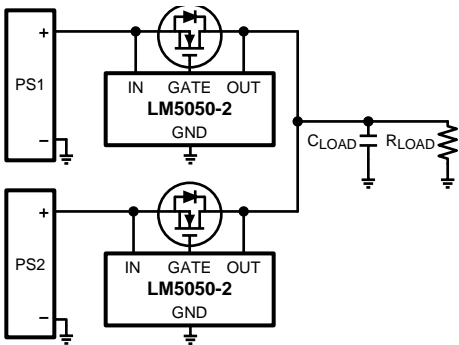 +
PS1
IN GATE OUT
LM5050-2
GND
−
CLOAD RLOAD
+
PS2
IN GATE OUT
LM5050-2
GND
−